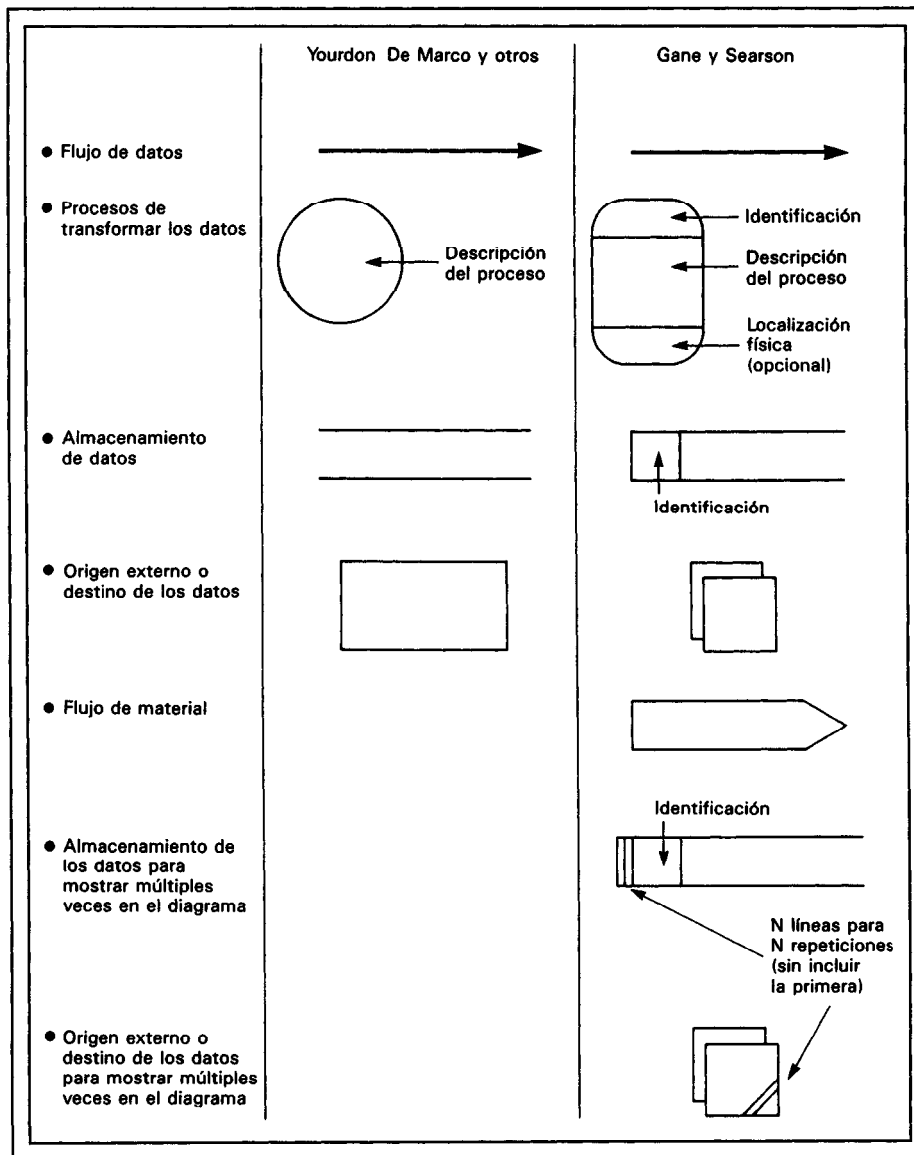 Yourdon De Marco y otros
Gane y Searson
● Flujo de datos
● Procesos de
transformar los datos
Descripción
del proceso
Identificación
Descripción
del proceso
Localización
física
(opcional)
● Almacenamiento
de datos
Identificación
● Origen externo o
destino de los datos
● Flujo de material
Identificación
● Almacenamiento de
los datos para
mostrar múltiples
veces en el diagrama
N líneas para
N repeticiones
(sin incluir
la primera)
● Origen externo o
destino de los datos
para mostrar múltiples
veces en el diagrama